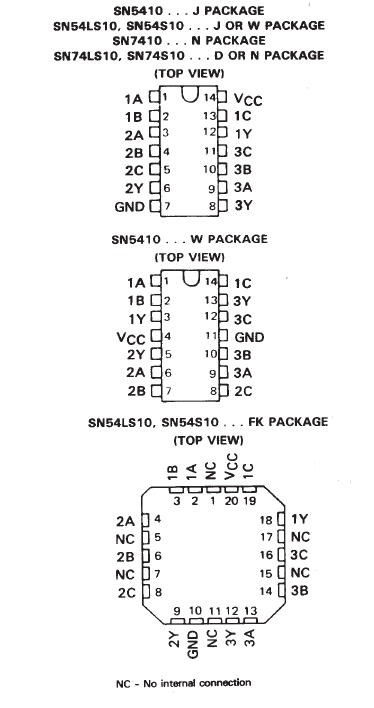 SN5410 . . . J PACKAGE
SN54LS10, SN54S10 . . . J OR W PACKAGE
SN7410 . . . N PACKAGE
SN74LS10, SN74S10 . . . D OR N PACKAGE
(TOP VIEW)
1A 1 14 VCC
1B 2 13 1C
2A 3 12 1Y
2B 4 11 3C
2C 5 10 3B
2Y 6 9 3A
GND 7 8 3Y
SN5410 . . . W PACKAGE
(TOP VIEW)
1A 1 14 1C
1B 2 13 3Y
1Y 3 12 3C
VCC 4 11 GND
2Y 5 10 3B
2A 6 9 3A
2B 7 8 2C
SN54LS10, SN54S10 . . . FK PACKAGE
(TOP VIEW)
1B 1A NC VCC 1C
3 2 1 20 19
2A 4 18 1Y
NC 5 17 NC
2B 6 16 3C
NC 7 15 NC
2C 8 14 3B
9 10 11 12 13
2Y GND NC 3Y 3A
NC - No internal connection